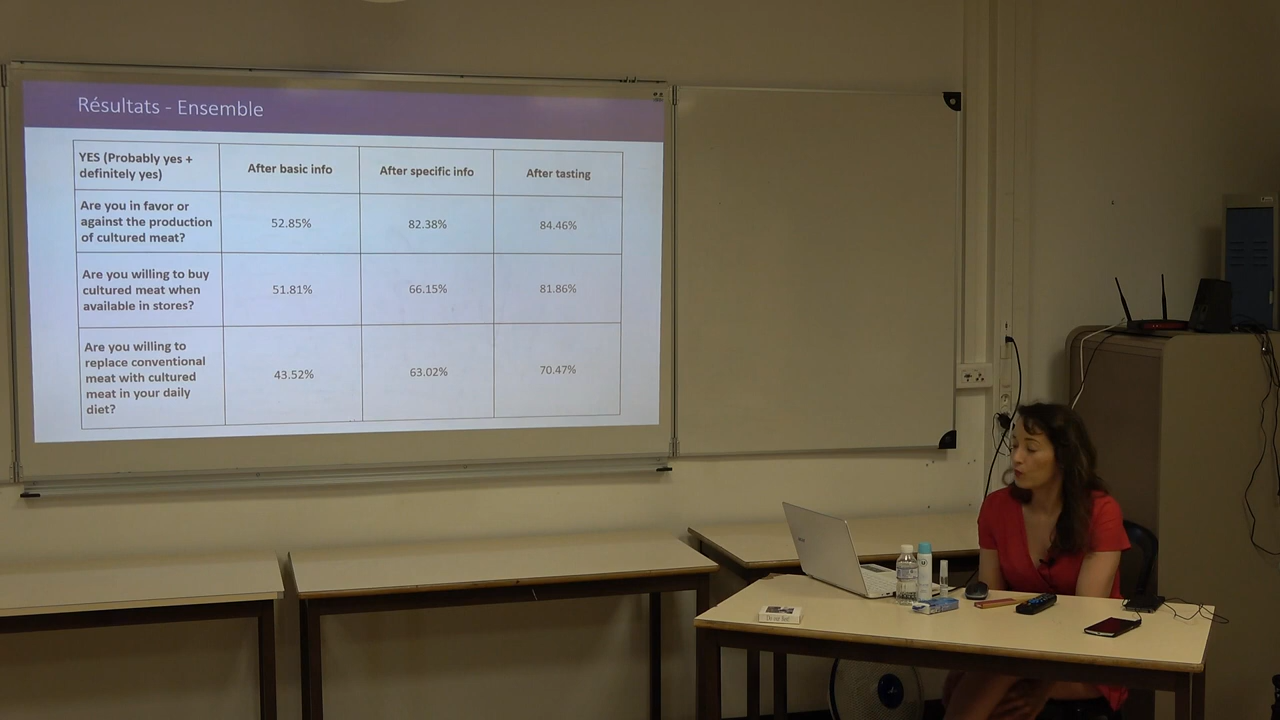 Résultats - Ensemble
YES (Probably yes +
definitely yes)
After basic info
After specific info
After tasting
Are you in favor or
against the production
of cultured meat?
52.85%
82.38%
84.46%
Are you willing to buy
cultured meat when
available in stores?
51.81%
66.15%
81.86%
Are you willing to
replace conventional
meat with cultured
meat in your daily
diet?
43.52%
63.02%
70.47%